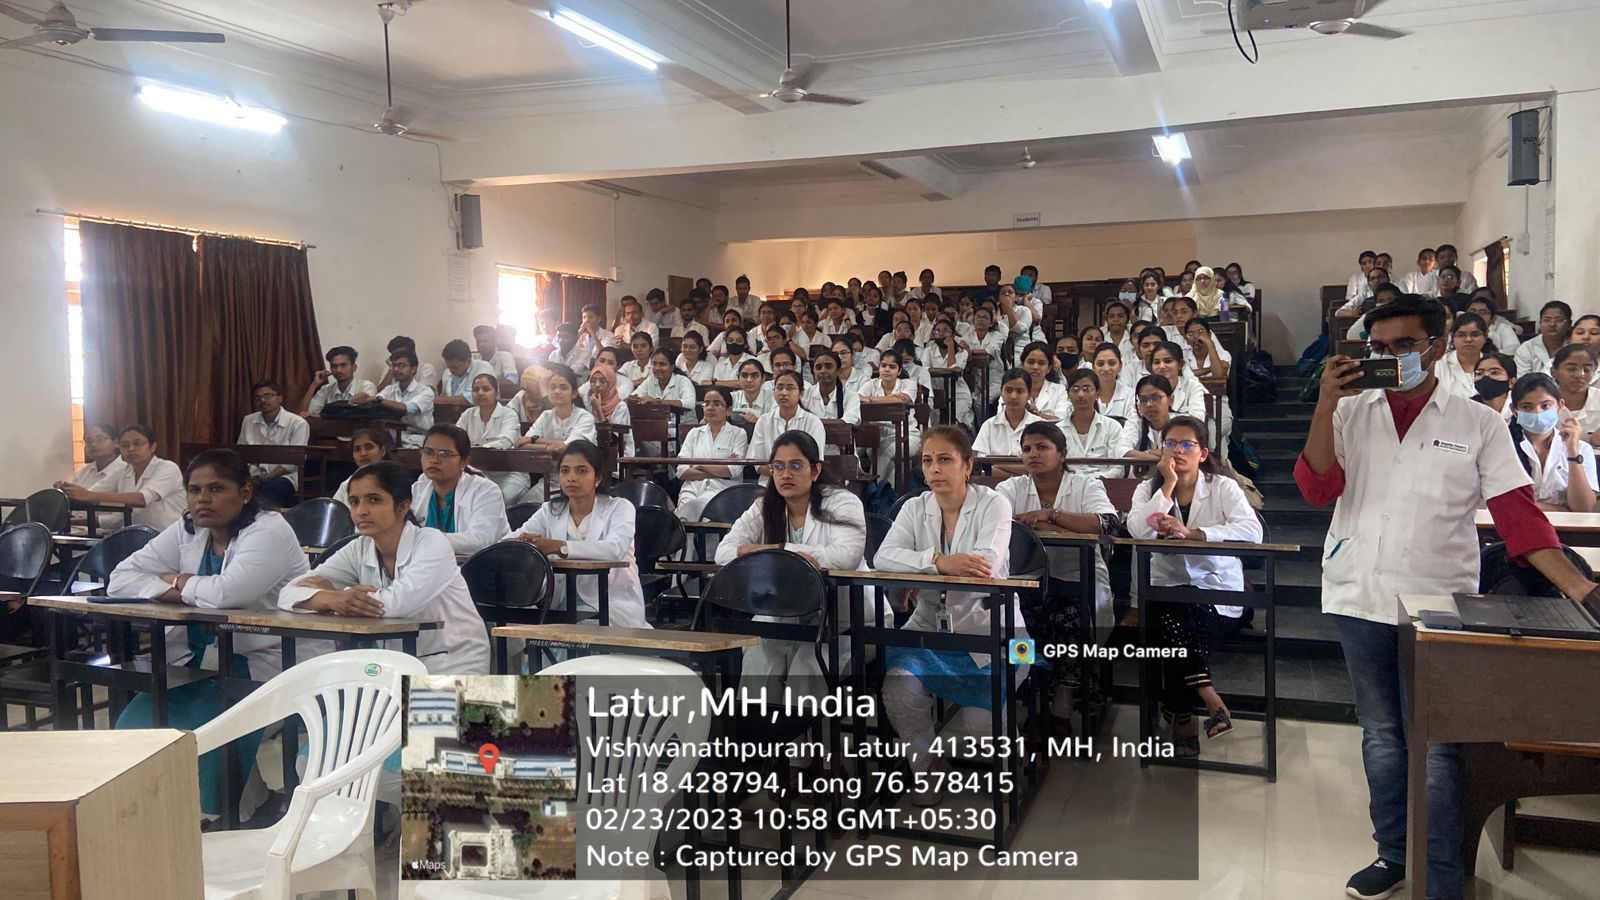 Students
GPS Map Camera
Latur,MH,India
Vishwanathpuram, Latur, 413531, MH, India
Lat 18.428794, Long 76.578415
02/23/2023 10:58 GMT+05:30
Note : Captured by GPS Map Camera
Maps